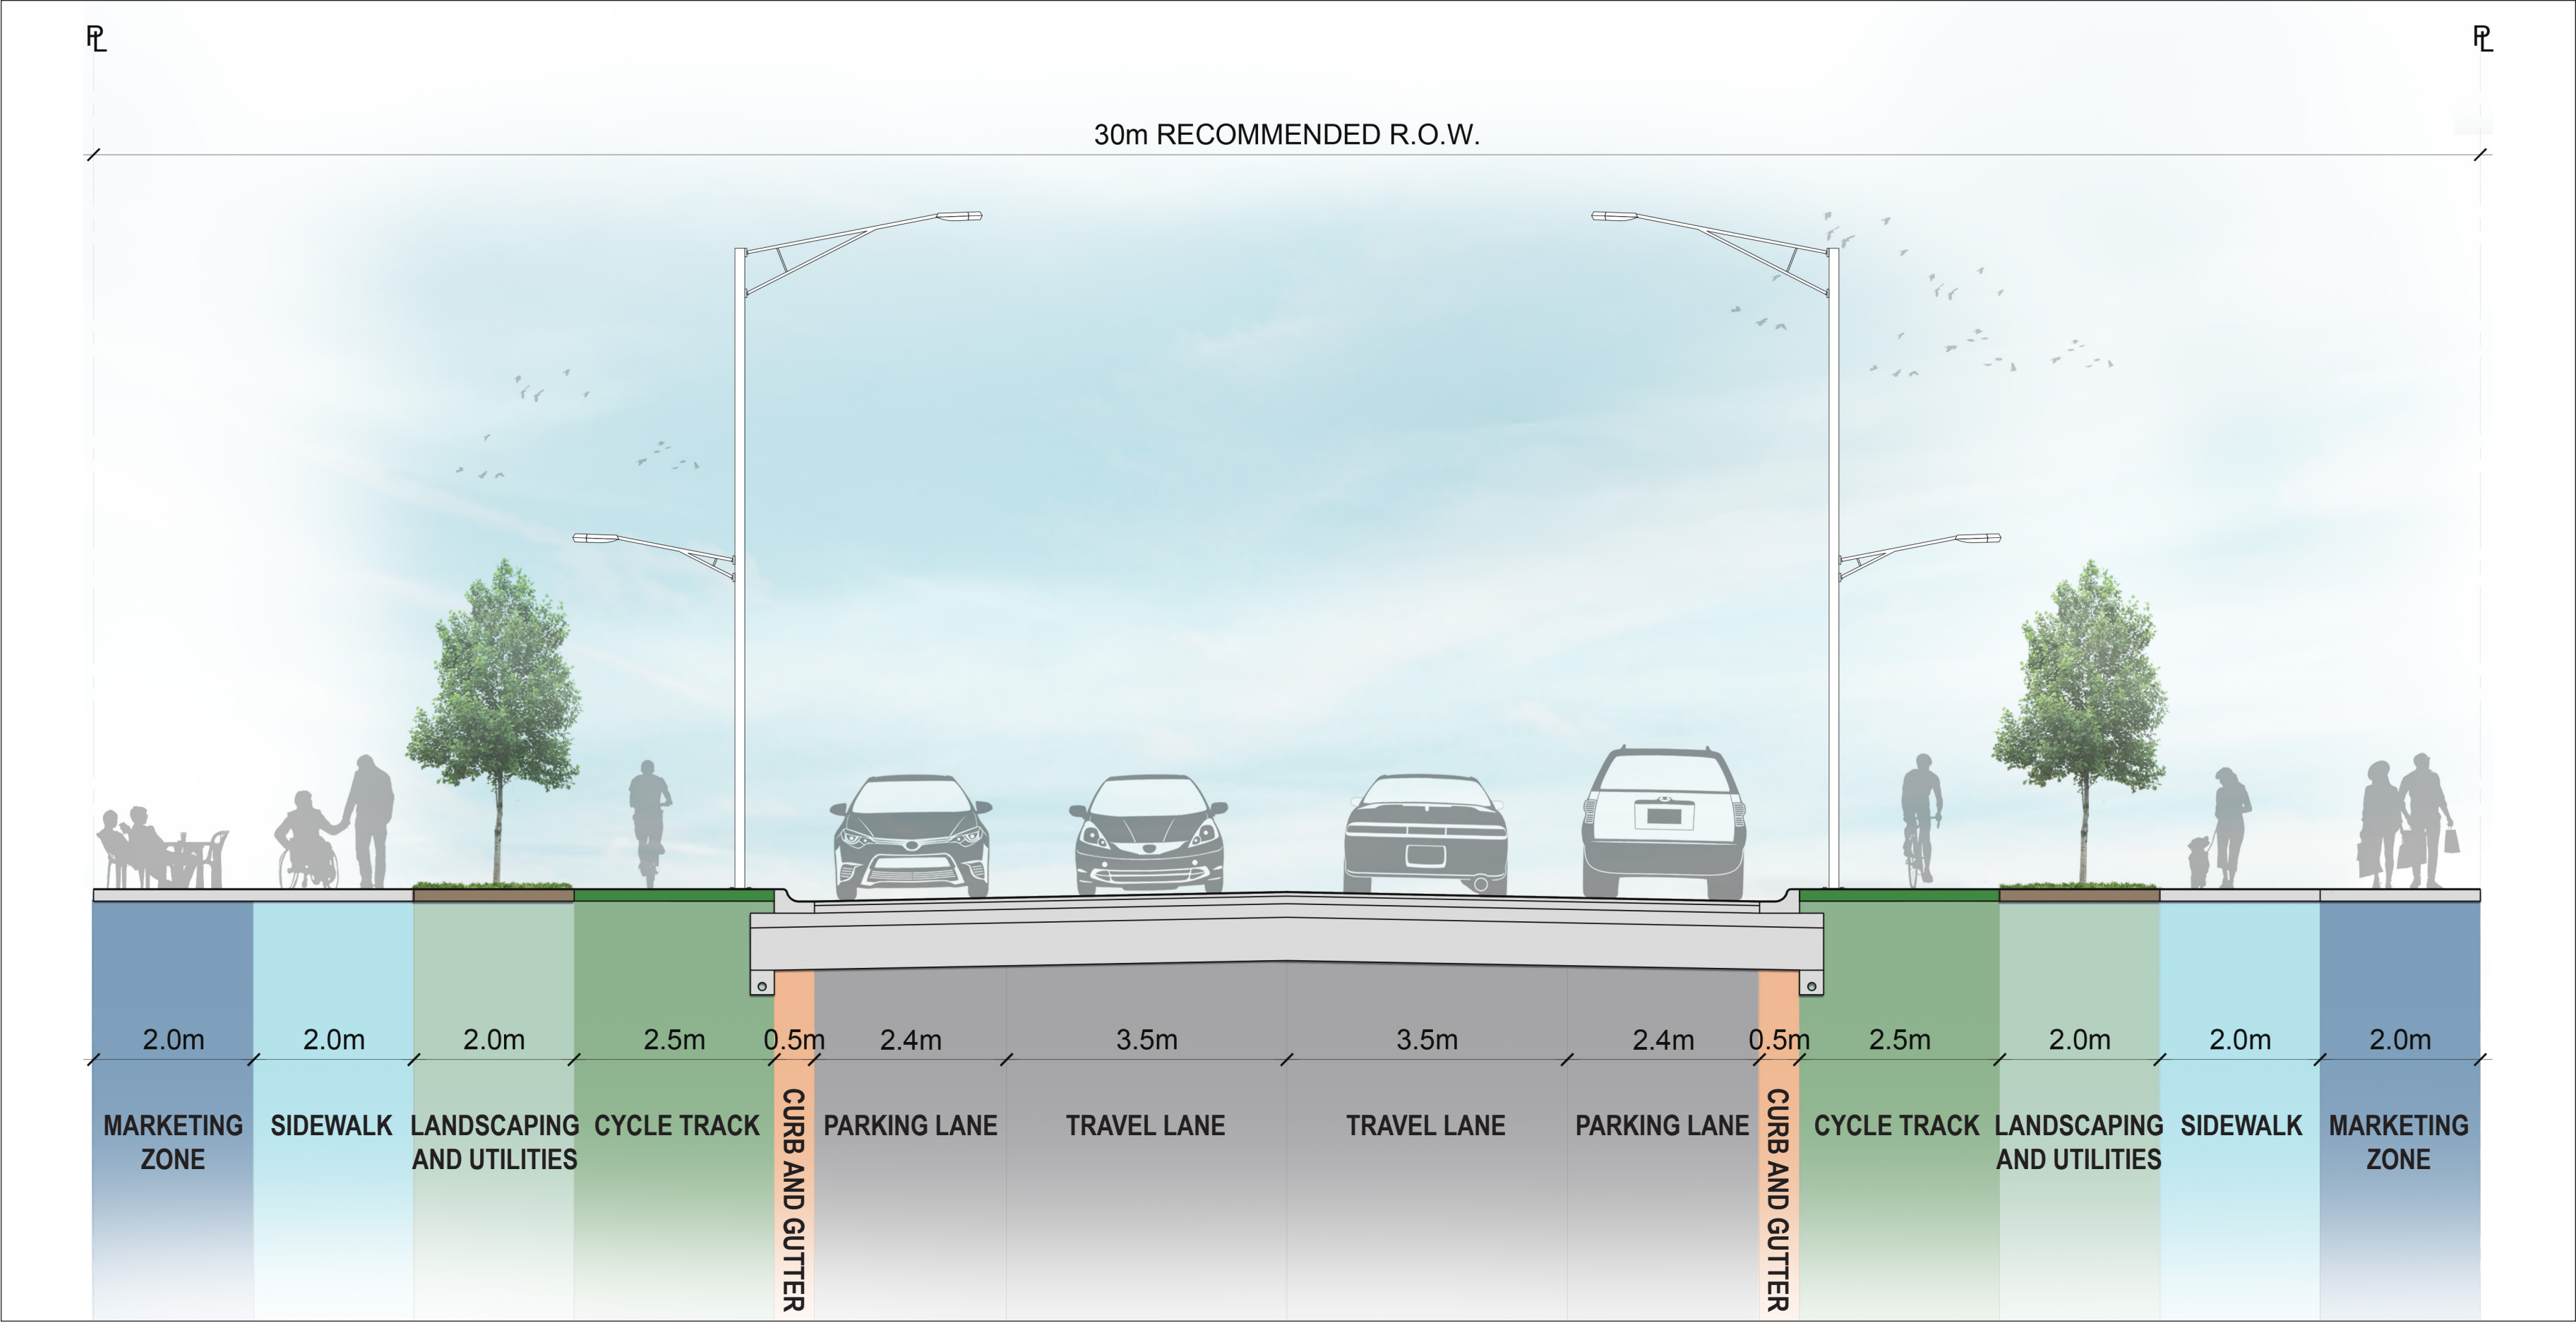 PL
PL
30m RECOMMENDED R.O.W.
2.0m
2.0m
2.0m
2.5m
0.5m
2.4m
3.5m
3.5m
2.4m
0.5m
2.5m
2.0m
2.0m
2.0m
MARKETING
ZONE
SIDEWALK
LANDSCAPING
AND UTILITIES
CYCLE TRACK
CURB AND GUTTER
PARKING LANE
TRAVEL LANE
TRAVEL LANE
PARKING LANE
CURB AND GUTTER
CYCLE TRACK
LANDSCAPING
AND UTILITIES
SIDEWALK
MARKETING
ZONE